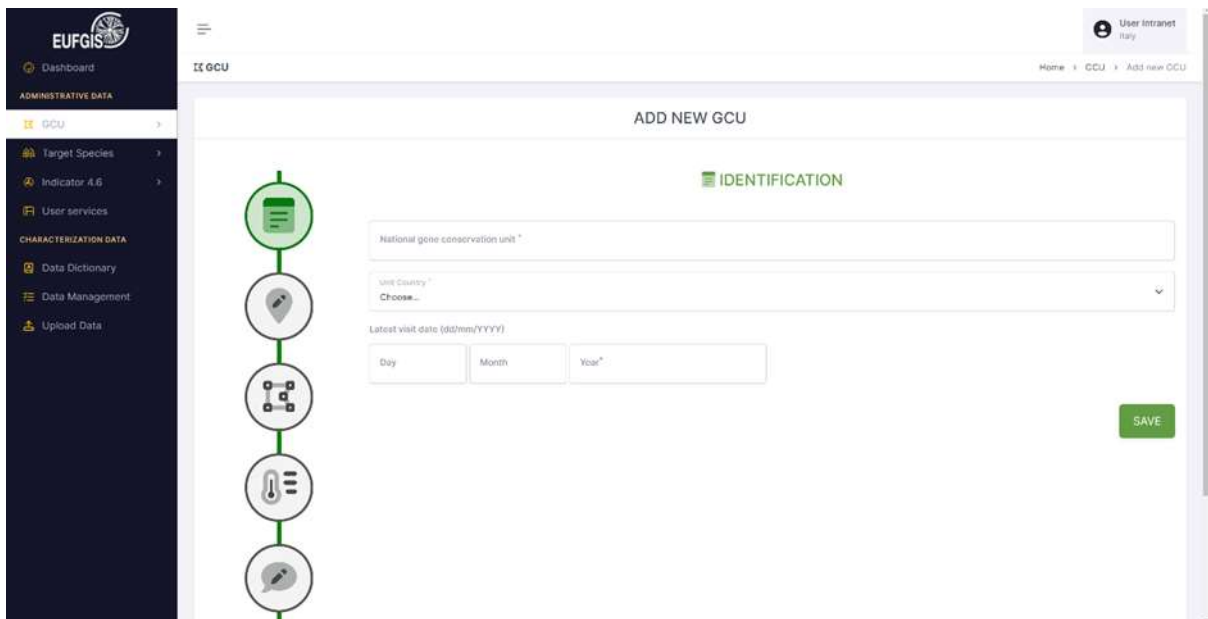 EUFGIS
User Intranet
Italy
Dashboard
GCU
Home > GCU > Add new GCU
ADMINISTRATIVE DATA
GCU
Target Species
Indicator 4.6
User services
CHARACTERIZATION DATA
Data Dictionary
Data Management
Upload Data
ADD NEW GCU
IDENTIFICATION
National gene conservation unit *
Unit Country *
Choose...
Latest visit date (dd/mm/YYYY)
Day Month Year*
SAVE